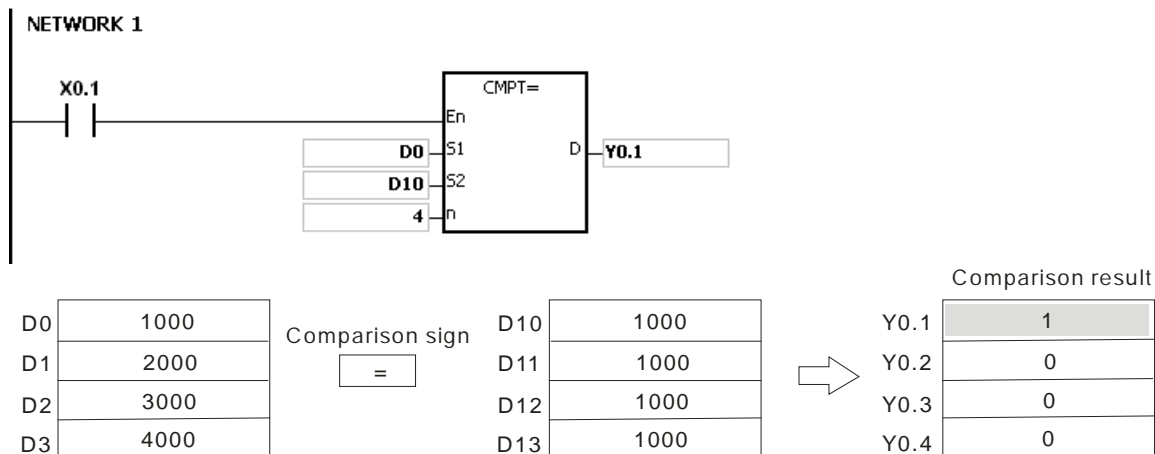 NETWORK 1
X0.1
CMPT=
En
D0 S1 D Y0.1
D10 S2
4 n
Comparison result
D0 1000 Comparison sign D10 1000 Y0.1 1
D1 2000 = D11 1000 Y0.2 0
D2 3000 D12 1000 Y0.3 0
D3 4000 D13 1000 Y0.4 0